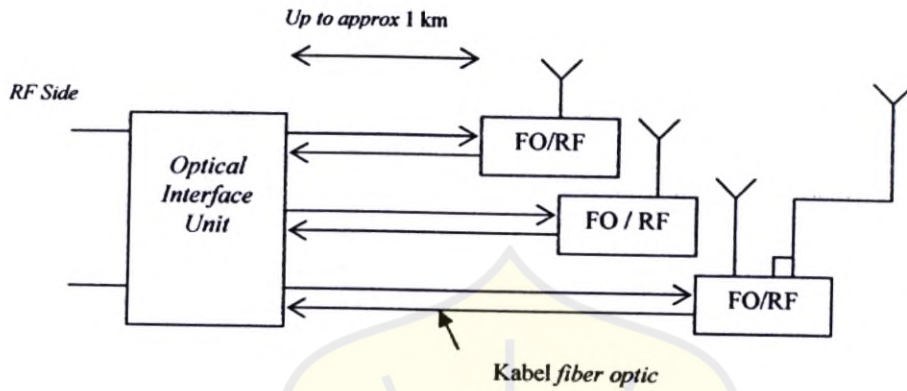 Up to approx 1 km
RF Side
Optical
Interface
Unit
FO/RF
FO / RF
FO/RF
Kabel fiber optic